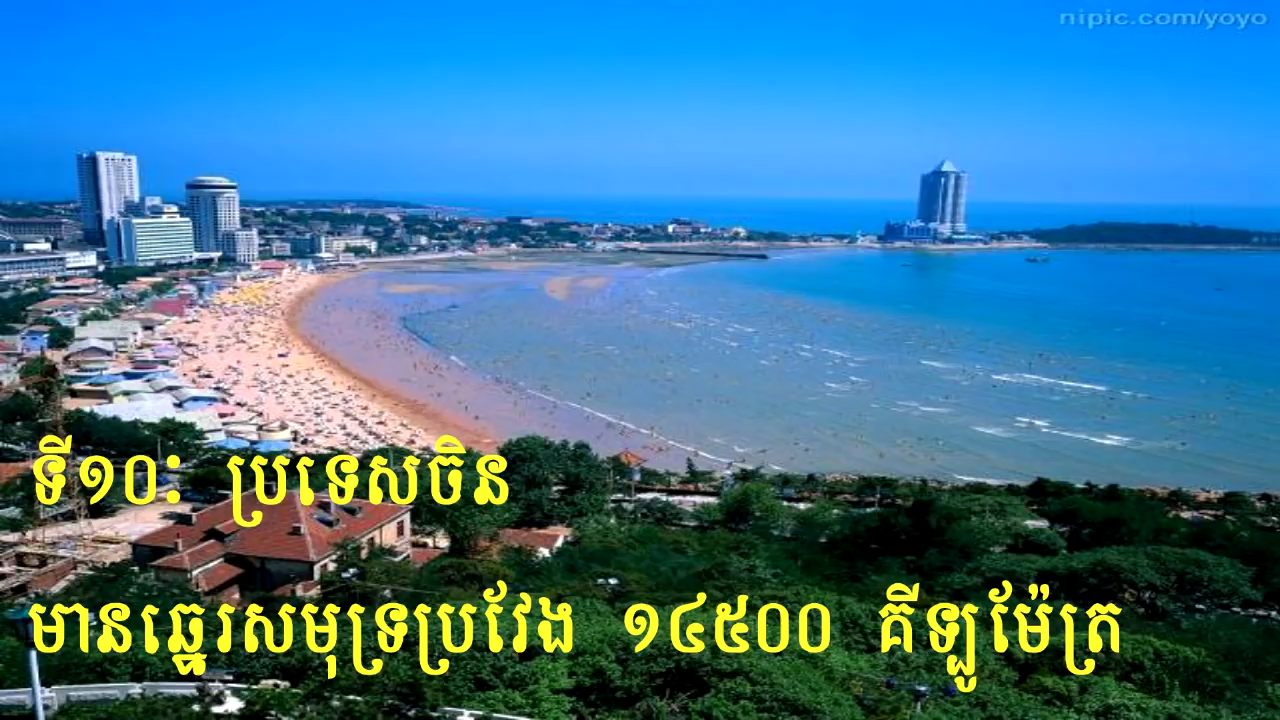 nipic.com/yoyo
ទី១០: ប្រទេសចិន
មានឆ្នេរសមុទ្រប្រវែង ១៤៥០០ គីឡូម៉ែត្រ